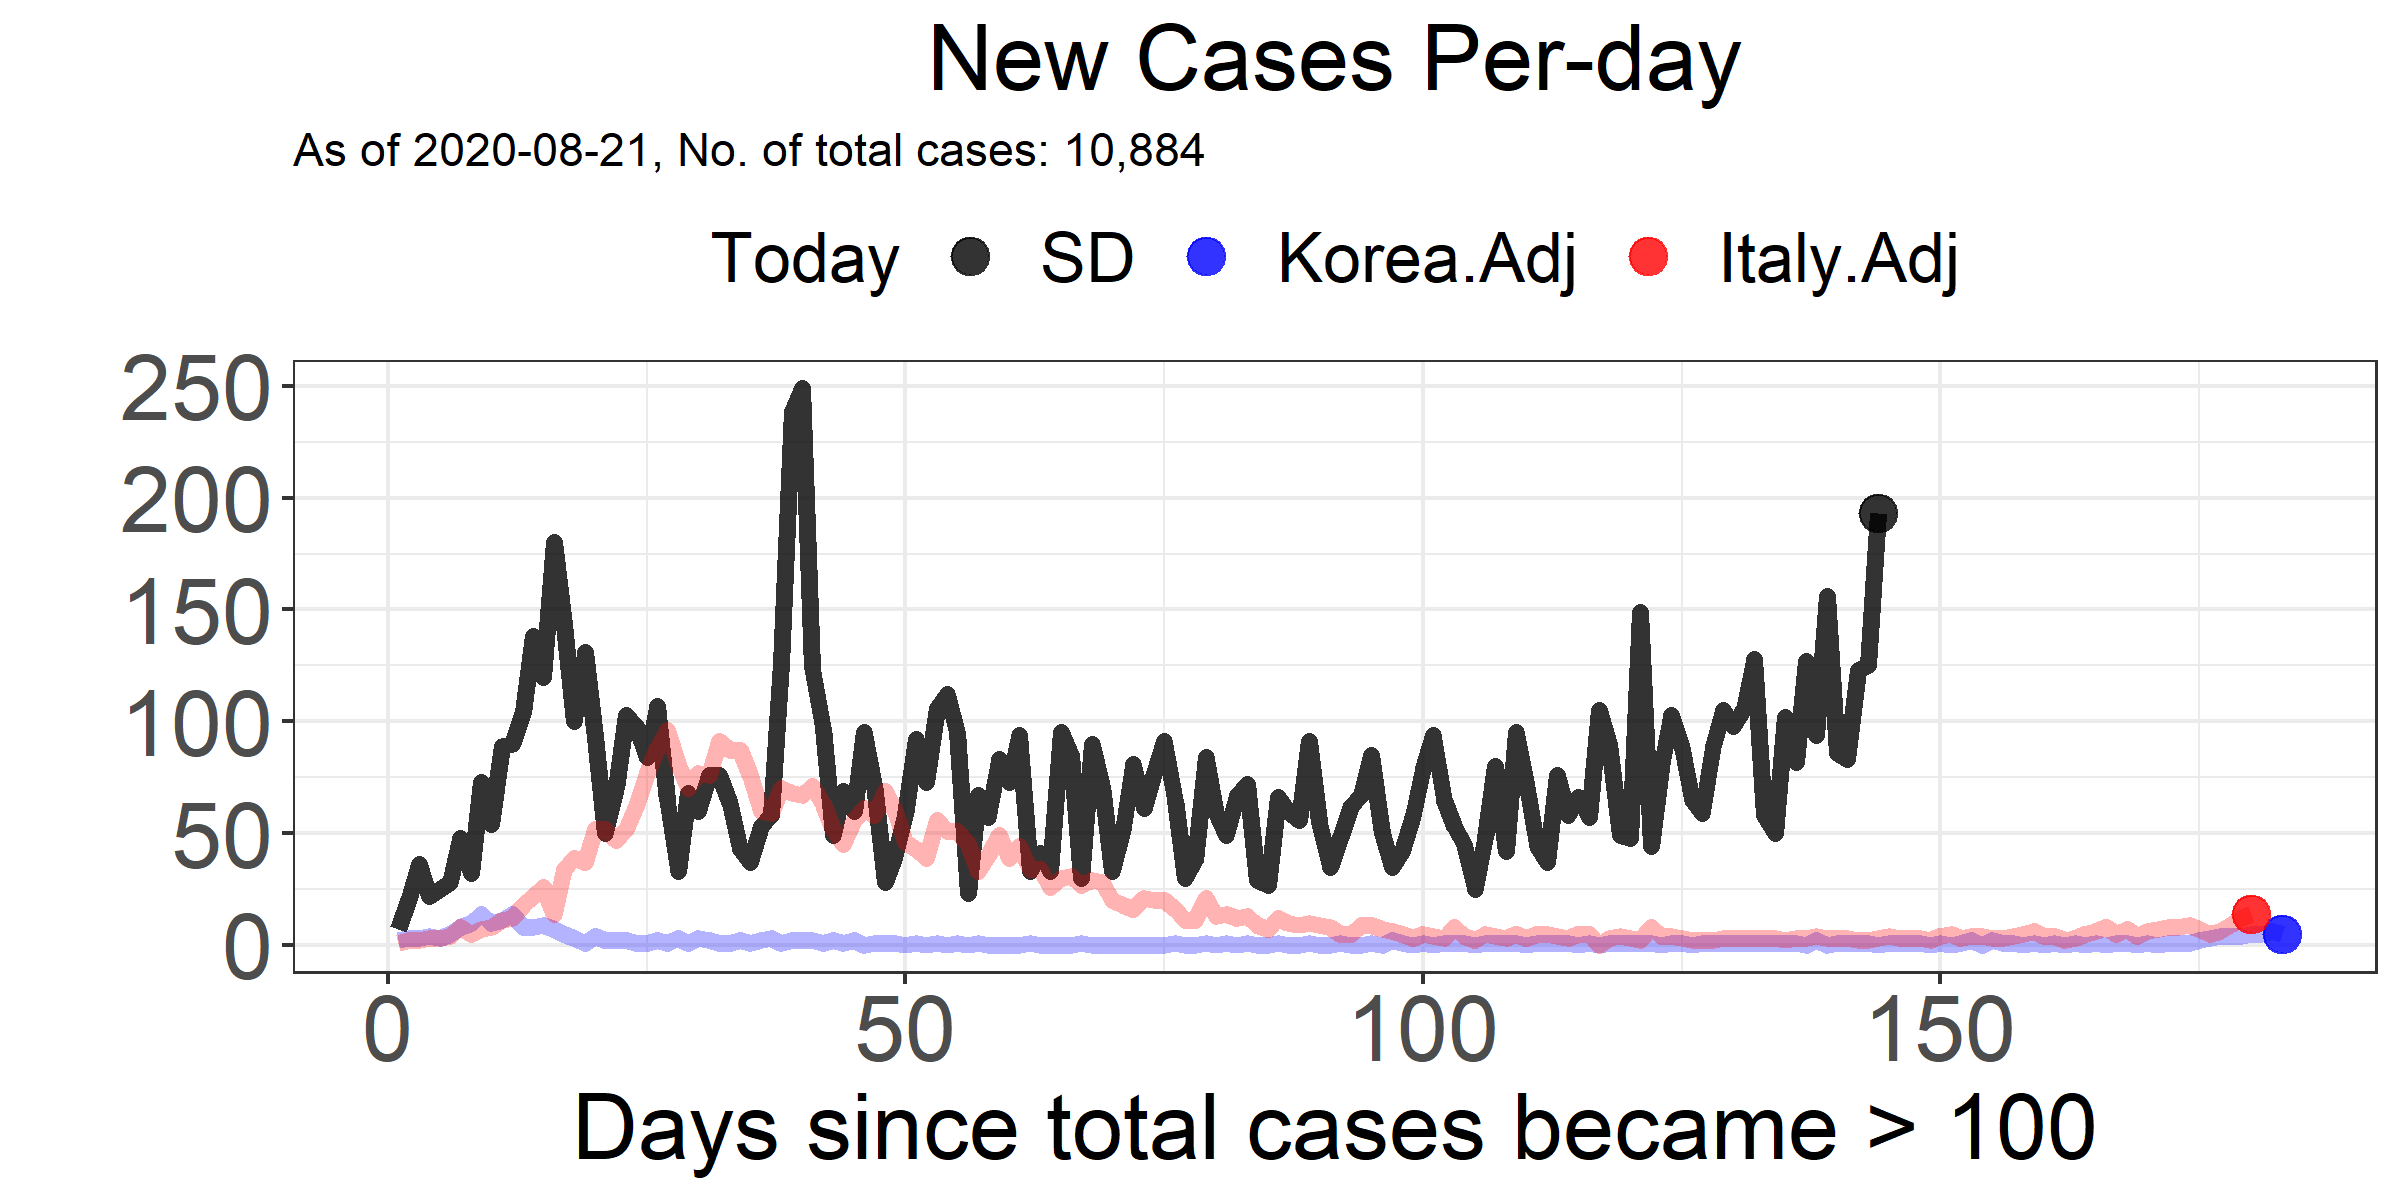 New Cases Per-day
As of 2020-08-21, No. of total cases: 10,884
Today SD Korea.Adj Italy.Adj
250
200
150
100
50
0
0 50 100 150
Days since total cases became > 100